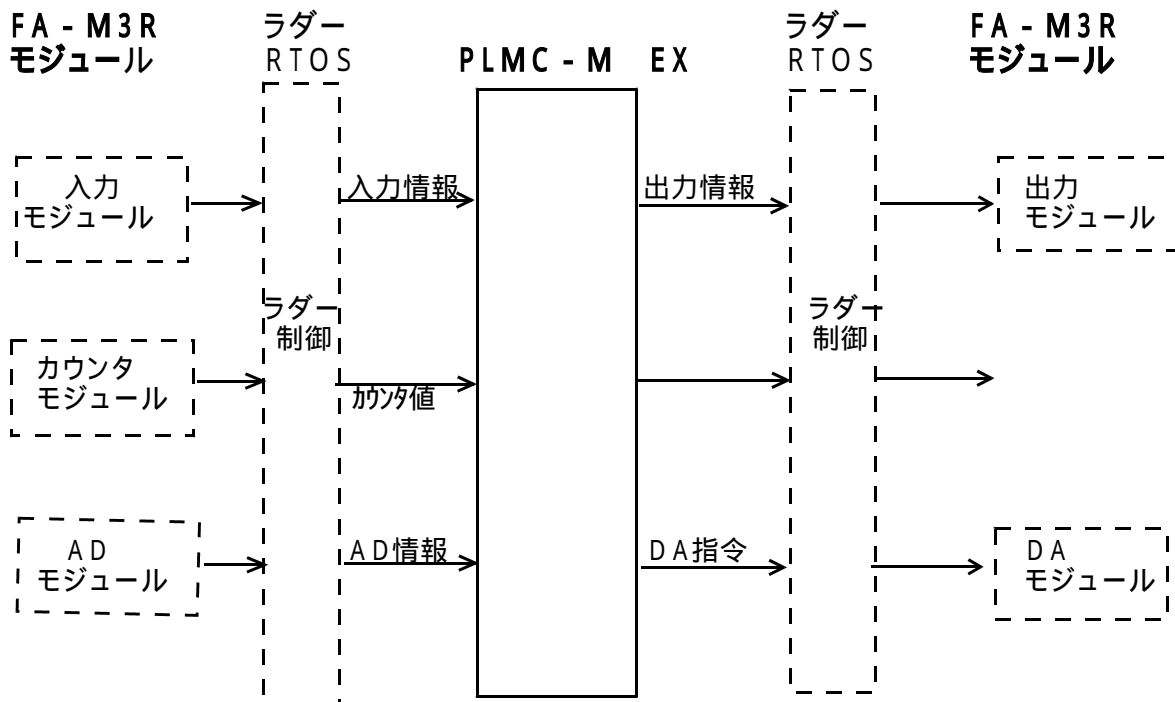 ＦＡ－Ｍ３Ｒ
モジュール
ラダー
ＲＴＯＳ
ＰＬＭＣ－Ｍ　ＥＸ
ラダー
ＲＴＯＳ
ＦＡ－Ｍ３Ｒ
モジュール
入力
モジュール
入力情報
出力情報
出力
モジュール
ラダー
制御
ラダー
制御
カウンタ
モジュール
ｶｳﾝﾀ値
ＡＤ
モジュール
ＡＤ情報
ＤＡ指令
ＤＡ
モジュール